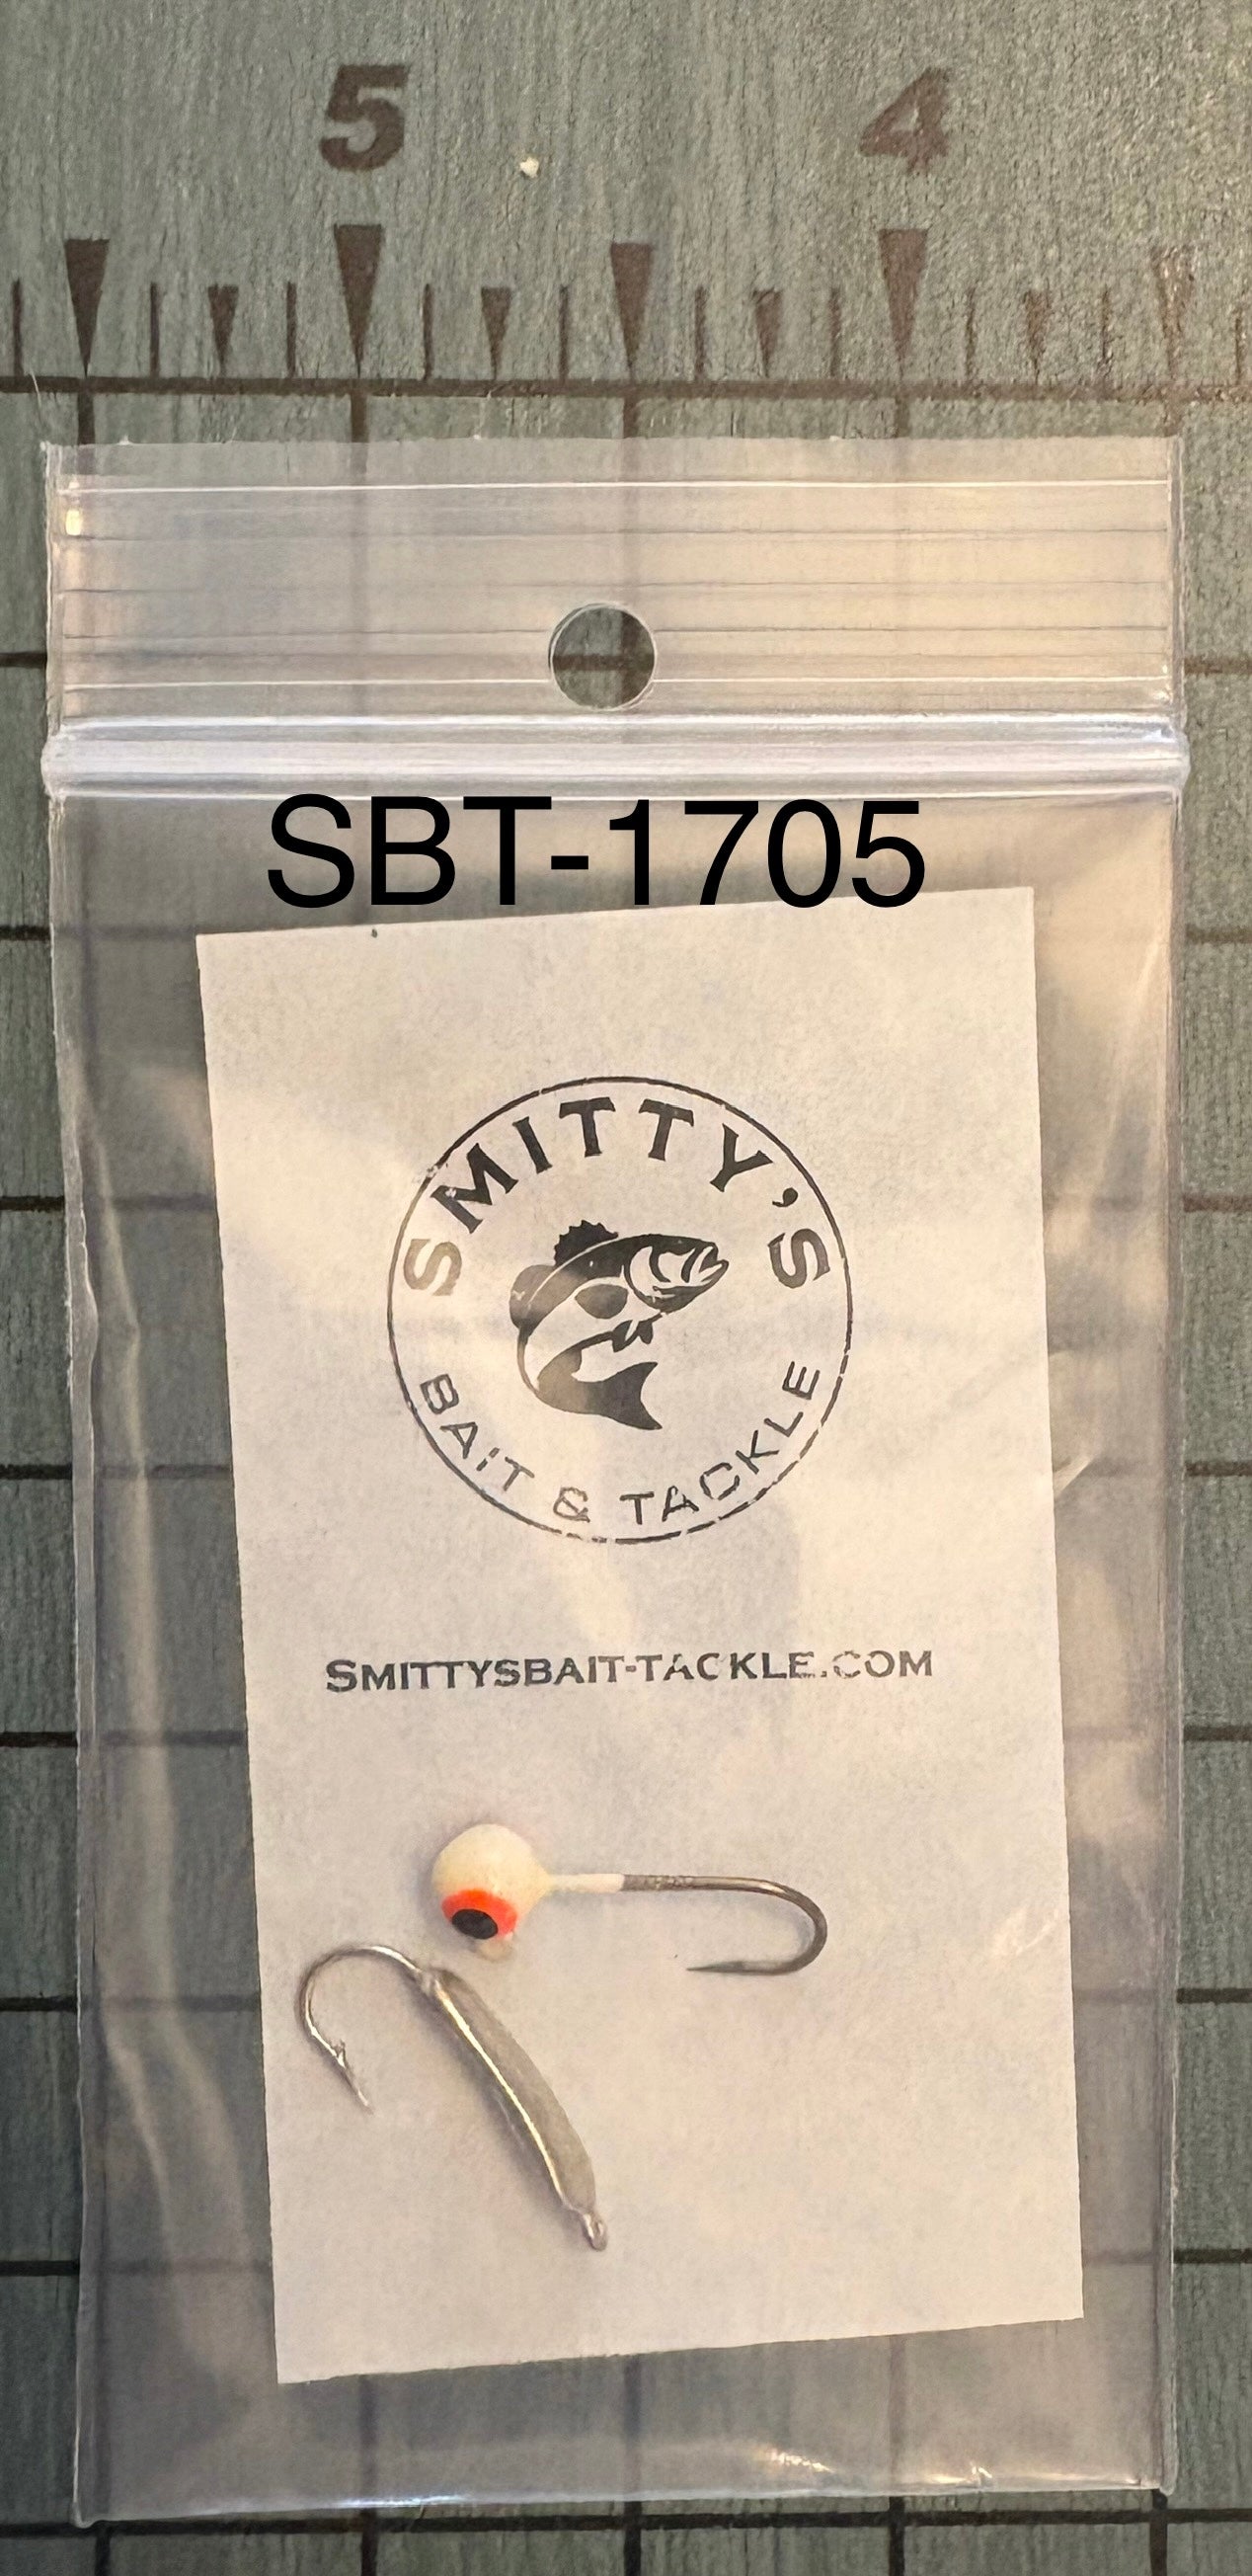 5 4
SBT-1705
SMITTY'S
BAIT & TACKLE
SMITTYSBAIT-TACKLE.COM